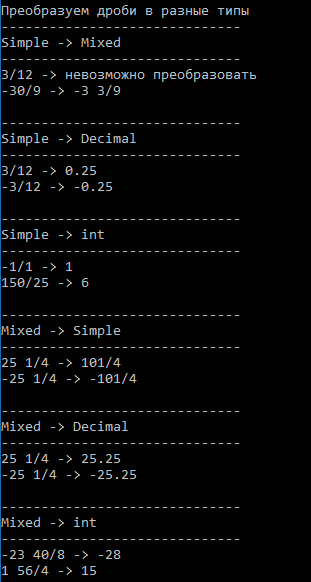 Преобразуем дроби в разные типы
------------------------------
Simple -> Mixed
------------------------------
3/12 -> невозможно преобразовать
-30/9 -> -3 3/9
------------------------------
Simple -> Decimal
------------------------------
3/12 -> 0.25
-3/12 -> -0.25
------------------------------
Simple -> int
------------------------------
-1/1 -> 1
150/25 -> 6
------------------------------
Mixed -> Simple
------------------------------
25 1/4 -> 101/4
-25 1/4 -> -101/4
------------------------------
Mixed -> Decimal
------------------------------
25 1/4 -> 25.25
-25 1/4 -> -25.25
------------------------------
Mixed -> int
------------------------------
-23 40/8 -> -28
1 56/4 -> 15